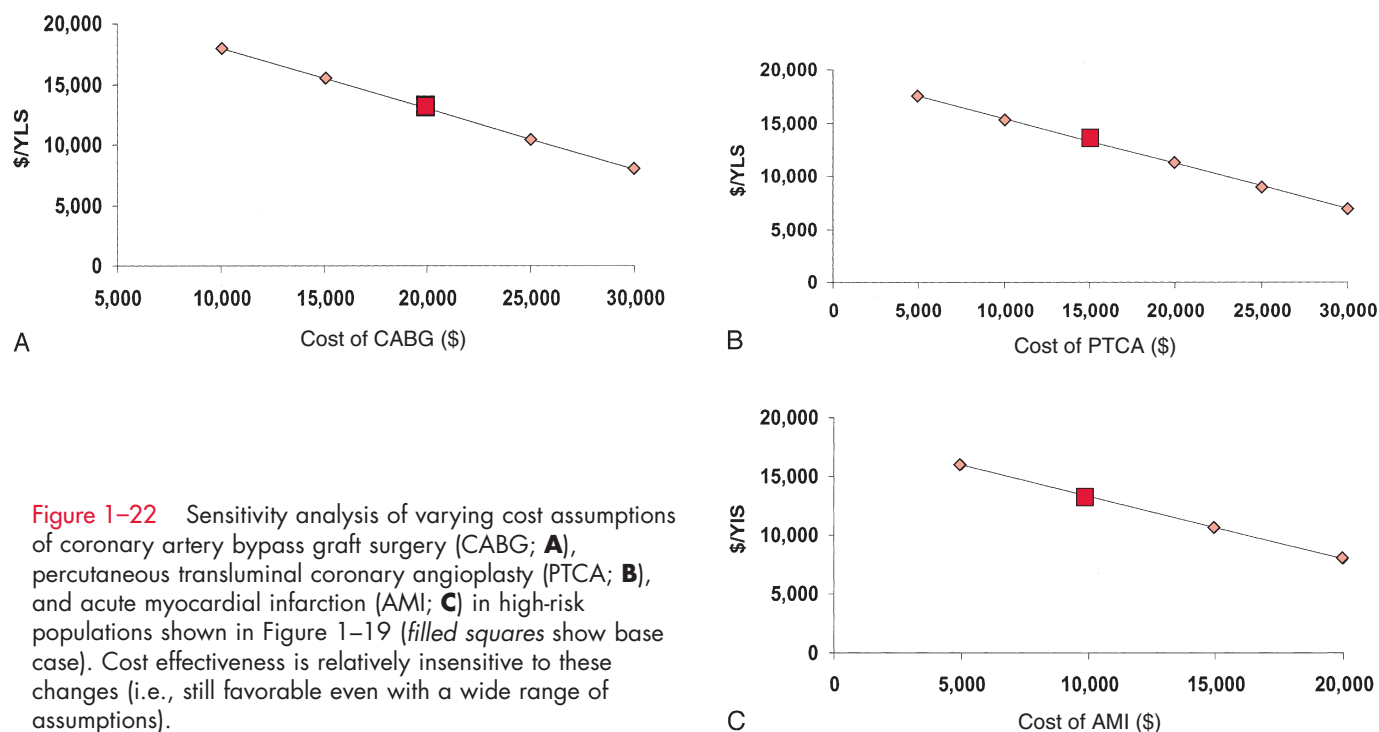 20,000
15,000
10,000
5,000
0
$/YLS
5,000 10,000 15,000 20,000 25,000 30,000
Cost of CABG ($)
A
20,000
15,000
10,000
5,000
0
$/YLS
0 5,000 10,000 15,000 20,000 25,000 30,000
Cost of PTCA ($)
B
20,000
15,000
10,000
5,000
0
$/YIS
0 5,000 10,000 15,000 20,000
Cost of AMI ($)
C
Figure 1–22 Sensitivity analysis of varying cost assumptions
of coronary artery bypass graft surgery (CABG; A),
percutaneous transluminal coronary angioplasty (PTCA; B),
and acute myocardial infarction (AMI; C) in high-risk
populations shown in Figure 1–19 (filled squares show base
case). Cost effectiveness is relatively insensitive to these
changes (i.e., still favorable even with a wide range of
assumptions).